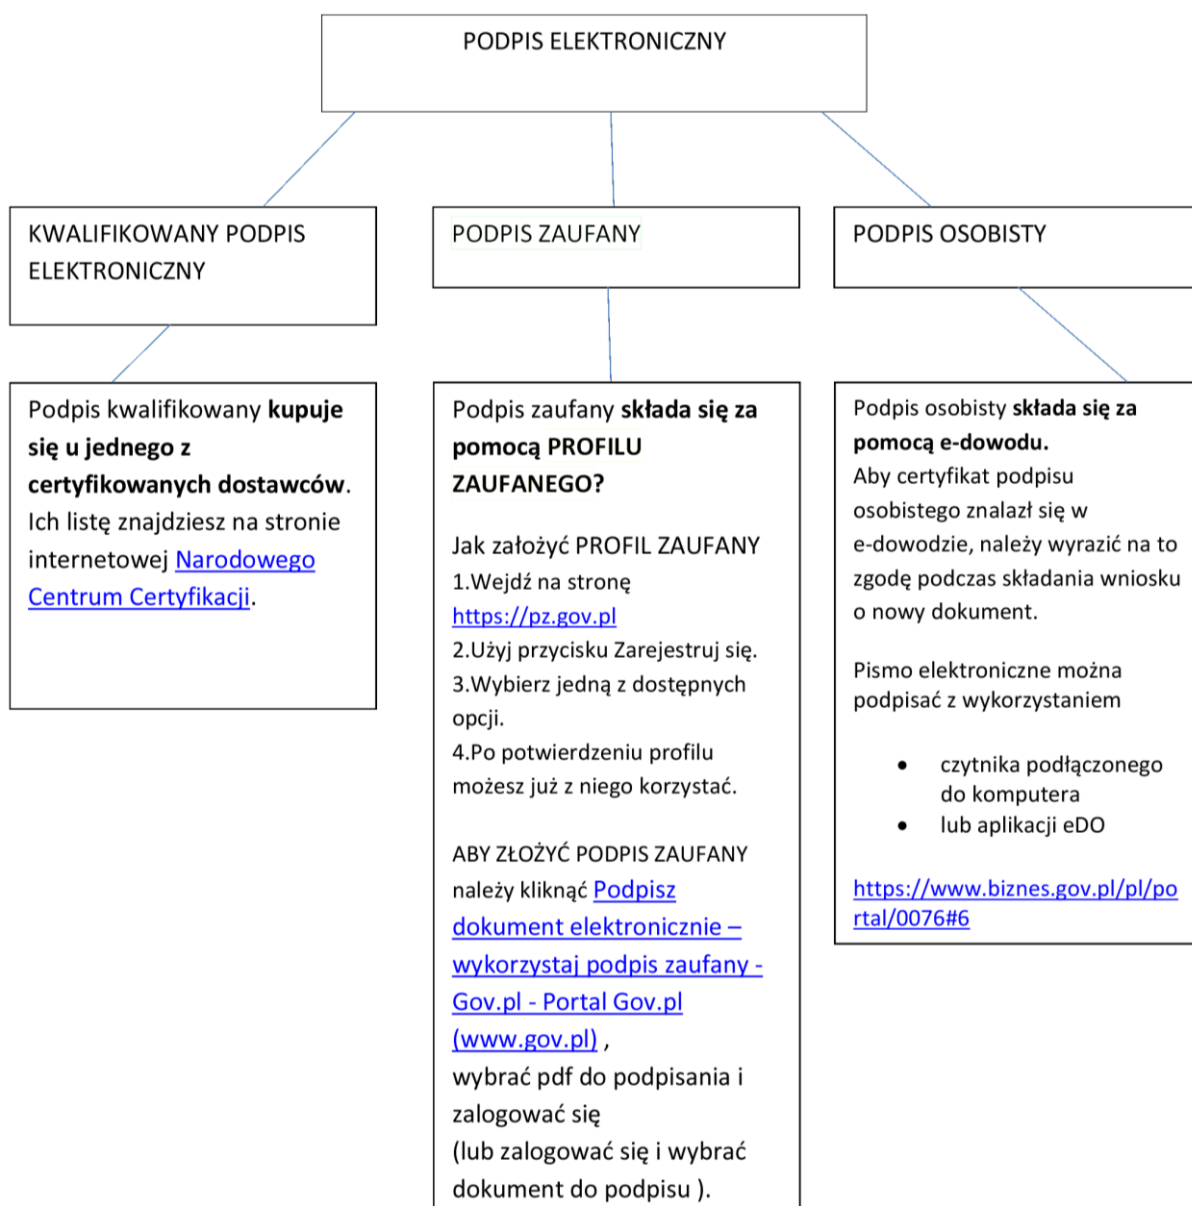 PODPIS ELEKTRONICZNY
KWALIFIKOWANY PODPIS
ELEKTRONICZNY
PODPIS ZAUFANY
PODPIS OSOBISTY
Podpis kwalifikowany kupuje
się u jednego z
certyfikowanych dostawców.
Ich listę znajdziesz na stronie
internetowej Narodowego
Centrum Certyfikacji.
Podpis zaufany składa się za
pomocą PROFILU
ZAUFANEGO?
Jak założyć PROFIL ZAUFANY
1.Wejdź na stronę
https://pz.gov.pl
2.Użyj przycisku Zarejestruj się.
3.Wybierz jedną z dostępnych
opcji.
4.Po potwierdzeniu profilu
możesz już z niego korzystać.
ABY ZŁOŻYĆ PODPIS ZAUFANY
należy kliknąć Podpisz
dokument elektronicznie –
wykorzystaj podpis zaufany -
Gov.pl - Portal Gov.pl
(www.gov.pl) ,
wybrać pdf do podpisania i
zalogować się
(lub zalogować się i wybrać
dokument do podpisu ).
Podpis osobisty składa się za
pomocą e-dowodu.
Aby certyfikat podpisu
osobistego znalazł się w
e-dowodzie, należy wyrazić na to
zgodę podczas składania wniosku
o nowy dokument.
Pismo elektroniczne można
podpisać z wykorzystaniem
• czytnika podłączonego
do komputera
• lub aplikacji eDO
https://www.biznes.gov.pl/pl/po
rtal/0076#6